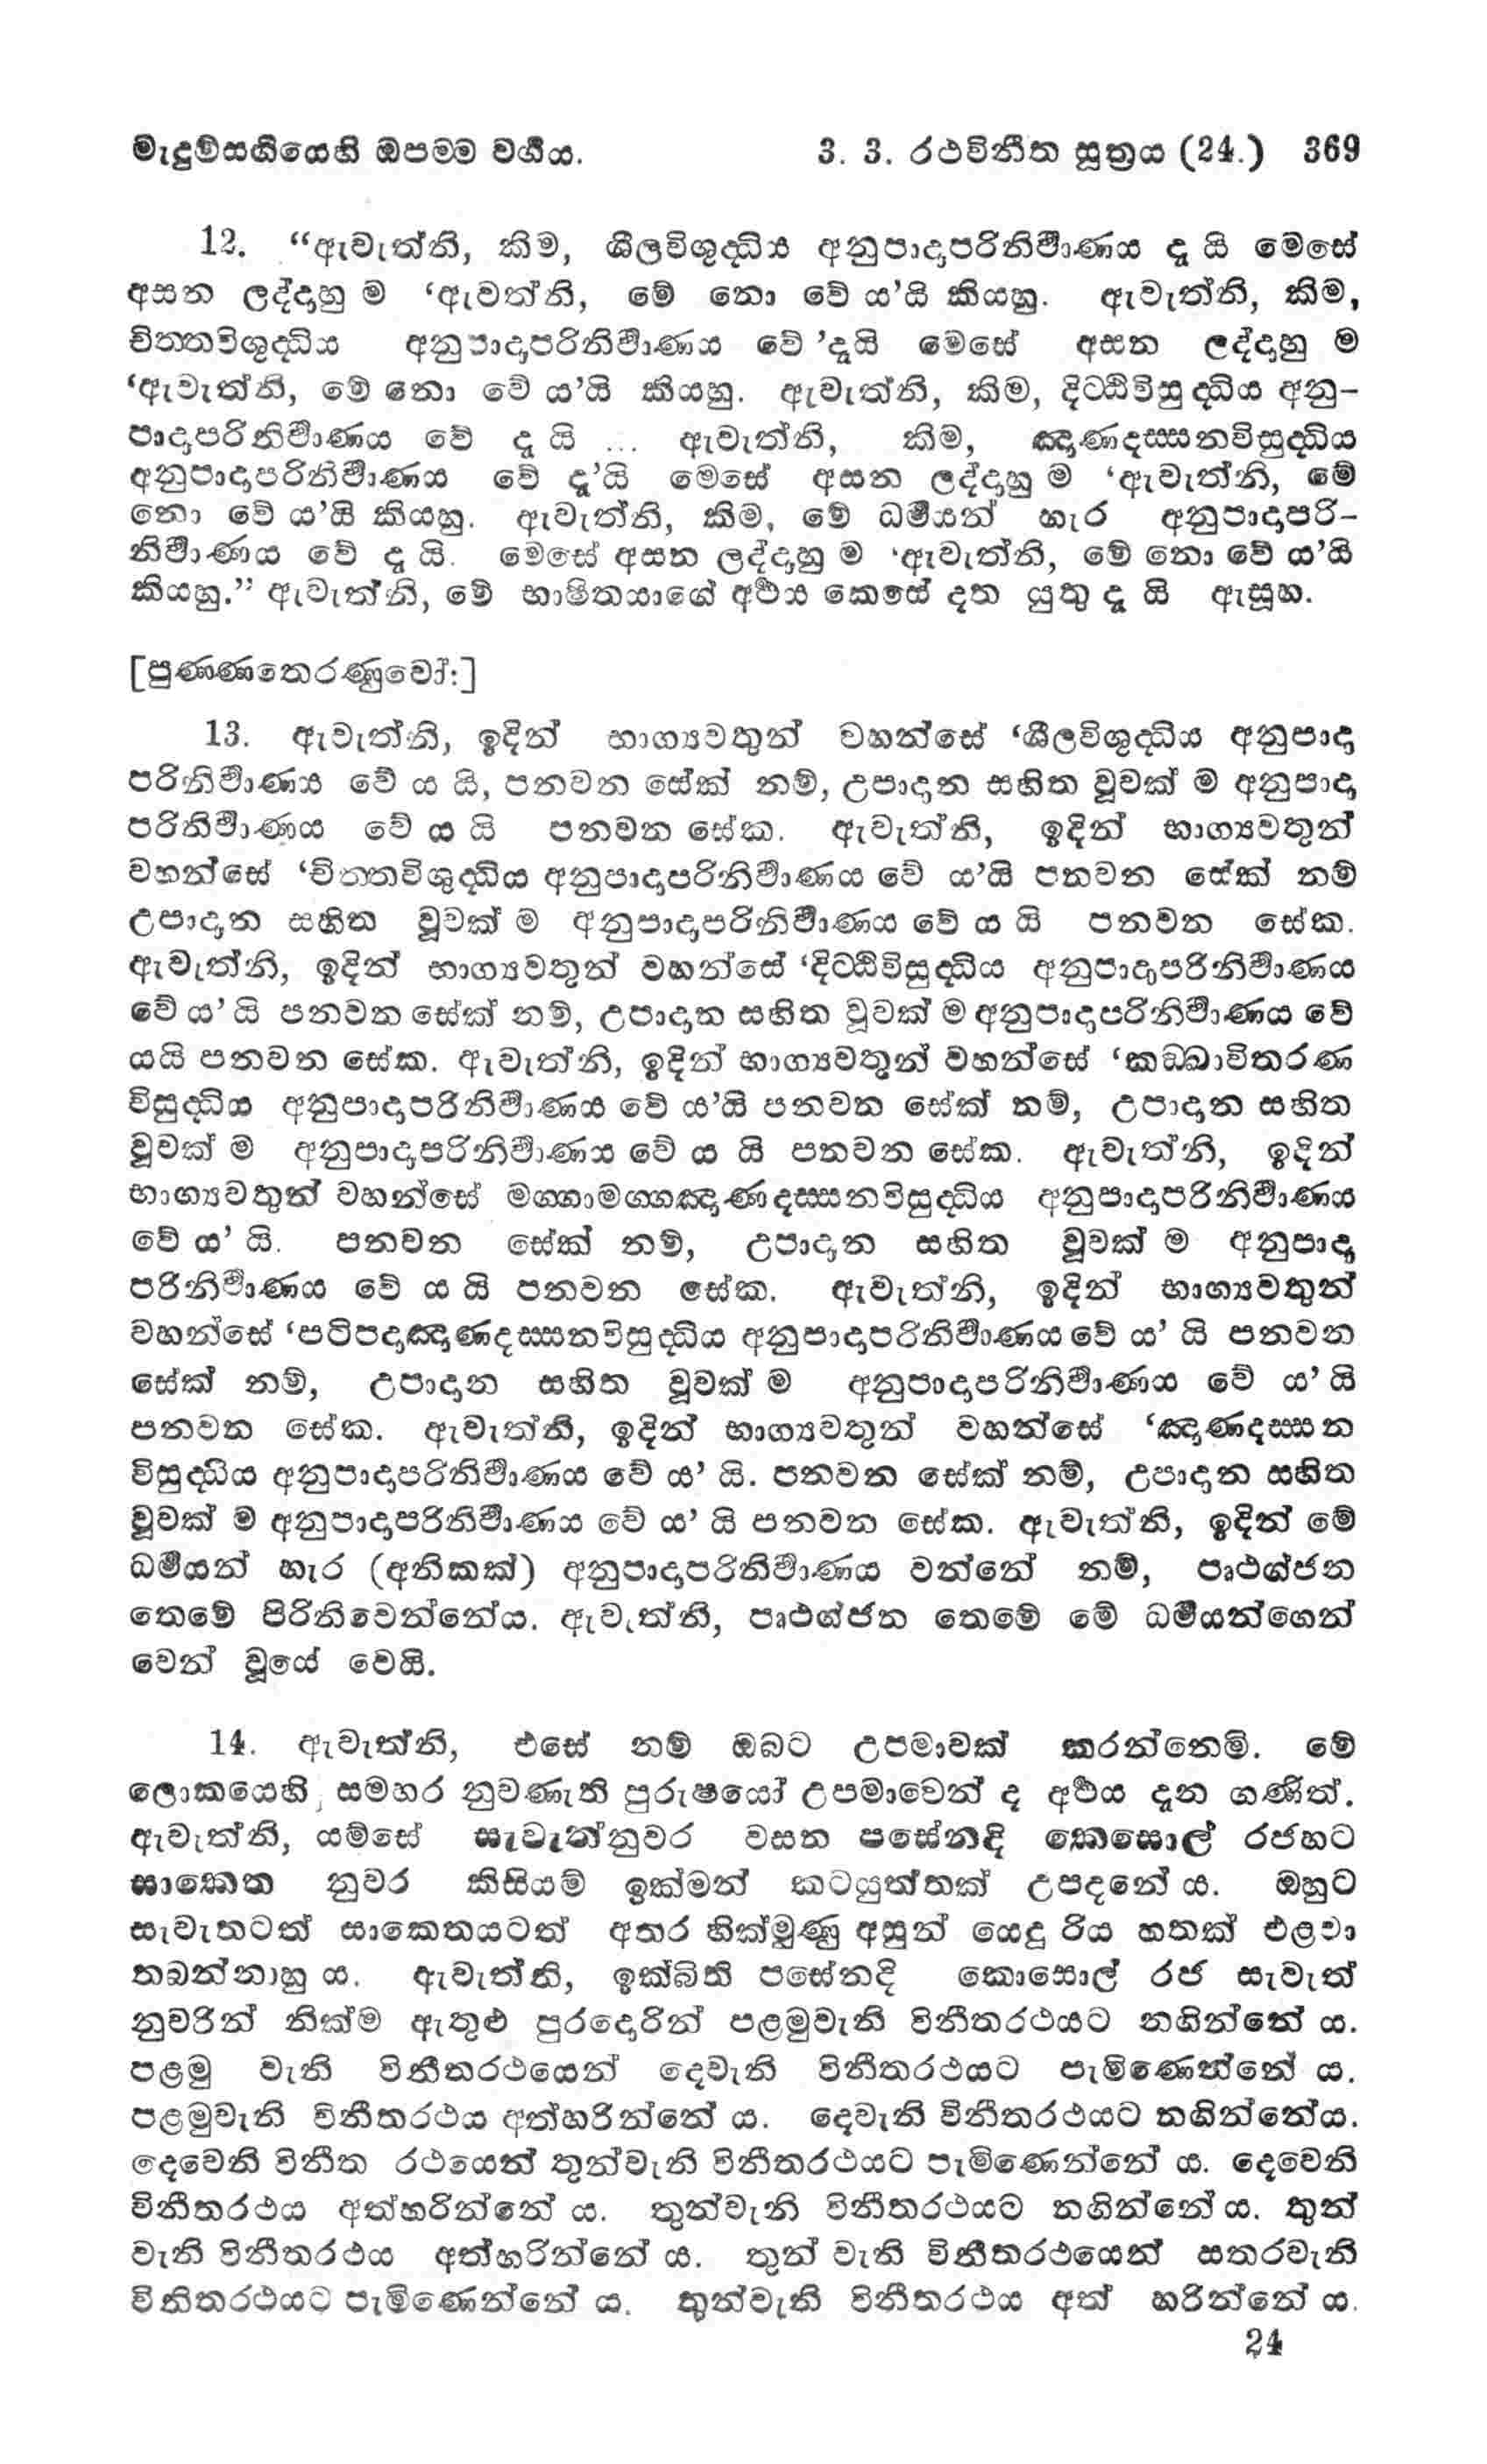 මැදුම්සඟියෙහි ඔපම්ම වර්‍ගය. 3. 3. රථවිනීත සූත්‍රය (24.) 369
12. “ඇවැත්නි, කිම, ශීලවිශුද්ධිය අනුපාදාපරිනිර්‍වාණය දැ යි මෙසේ
අසන ලද්දාහු ම ‘ඇවත්නි, මේ නො වේ ය’යි කියහු. ඇවැත්නි, කිම,
චිත්තවිශුද්ධිය අනුපාදාපරිනිර්‍වාණය වේ ’දැයි මෙසේ අසන ලද්දාහු ම
‘ඇවැත්නි, මේ නො වේ ය’යි කියහු. ඇවැත්නි, කිම, දිට්ඨිවිසුද්ධිය අනු-
පාදාපරිනිර්‍වාණය වේ දැ යි ... ඇවැත්නි, කිම, ඤාණදස්සනවිසුද්ධිය
අනුපාදාපරිනිර්‍වාණය වේ දැ’යි මෙසේ අසන ලද්දාහු ම ‘ඇවැත්නි, මේ
නො වේ ය’යි කියහු. ඇවැත්නි, කිම, මේ ධර්‍මයන් හැර අනුපාදාපරි-
නිර්‍වාණය වේ දැ යි. මෙසේ අසන ලද්දාහු ම ‘ඇවැත්නි, මේ නො වේ ය’යි
කියහු.” ඇවැත්නි, මේ භාෂිතයාගේ අර්‍ථය කෙසේ දත යුතු දැ යි ඇසූහ.
[පුණ්ණතෙරණුවෝ:]
13. ඇවැත්නි, ඉදින් භාග්‍යවතුන් වහන්සේ ‘ශීලවිශුද්ධිය අනුපාදා
පරිනිර්‍වාණය වේ ය යි, පනවන සේක් නම්, උපාදාන සහිත වූවක් ම අනුපාදා
පරිනිර්‍වාණය වේ ය යි පනවන සේක. ඇවැත්නි, ඉදින් භාග්‍යවතුන්
වහන්සේ ‘චිත්තවිශුද්ධිය අනුපාදාපරිනිර්‍වාණය වේ ය’යි පනවන සේක් නම්
උපාදාන සහිත වූවක් ම අනුපාදාපරිනිර්‍වාණය වේ ය යි පනවන සේක.
ඇවැත්නි, ඉදින් භාග්‍යවතුන් වහන්සේ ‘දිට්ඨිවිසුද්ධිය අනුපාදාපරිනිර්‍වාණය
වේ ය’ යි පනවන සේක් නම්, උපාදාන සහිත වූවක් ම අනුපාදාපරිනිර්‍වාණය වේ
යයි පනවන සේක. ඇවැත්නි, ඉදින් භාග්‍යවතුන් වහන්සේ ‘කඞ්ඛාවිතරණ
විසුද්ධිය අනුපාදාපරිනිර්‍වාණය වේ ය’යි පනවන සේක් නම්, උපාදාන සහිත
වූවක් ම අනුපාදාපරිනිර්‍වාණය වේ ය යි පනවන සේක. ඇවැත්නි, ඉදින්
භාග්‍යවතුන් වහන්සේ මග්ගාමග්ගඤාණදස්සනවිසුද්ධිය අනුපාදාපරිනිර්‍වාණය
වේ ය’ යි. පනවන සේක් නම්, උපාදාන සහිත වූවක් ම අනුපාදා
පරිනිර්‍වාණය වේ ය යි පනවන සේක. ඇවැත්නි, ඉදින් භාග්‍යවතුන්
වහන්සේ ‘පටිපදාඤාණදස්සනවිසුද්ධිය අනුපාදාපරිනිර්‍වාණය වේ ය’ යි පනවන
සේක් නම්, උපාදාන සහිත වූවක් ම අනුපාදාපරිනිර්‍වාණය වේ ය’ යි
පනවන සේක. ඇවැත්නි, ඉදින් භාග්‍යවතුන් වහන්සේ ‘ඤාණදස්සන
විසුද්ධිය අනුපාදාපරිනිර්‍වාණය වේ ය’ යි. පනවන සේක් නම්, උපාදාන සහිත
වූවක් ම අනුපාදාපරිනිර්‍වාණය වේ ය’ යි පනවන සේක. ඇවැත්නි, ඉදින් මේ
ධර්‍මයන් හැර (අනිකක්) අනුපාදාපරිනිර්‍වාණය වන්නේ නම්, පෘථග්ජන
තෙමේ පිරිනිවෙන්නේය. ඇවැත්නි, පෘථග්ජන තෙමේ මේ ධර්‍මයන්ගෙන්
වෙන් වූයේ වෙයි.
14. ඇවැත්නි, එසේ නම් ඔබට උපමාවක් කරන්නෙමි. මේ
ලොකයෙහි, සමහර නුවණැති පුරුෂයෝ උපමාවෙන් ද අර්‍ථය දැන ගණිත්.
ඇවැත්නි, යම්සේ සැවැත්නුවර වසන පසේනදි කොසොල් රජහට
සාකෙත නුවර කිසියම් ඉක්මන් කටයුත්තක් උපදනේ ය. ඔහුට
සැවැතටත් සාකෙතයටත් අතර හික්මුණු අසුන් යෙදූ රිය හතක් එළවා
තබන්නාහු ය. ඇවැත්නි, ඉක්බිති පසේනදි කොසොල් රජ සැවැත්
නුවරින් නික්ම ඇතුළු පුරදොරින් පළමුවැනි විනීතරථයට නගින්නේ ය.
පළමු වැනි විනීතරථයෙන් දෙවැනි විනීතරථයට පැමිණෙන්නේ ය.
පළමුවැනි විනීතරථය අත්හරින්නේ ය. දෙවැනි විනීතරථයට නගින්නේය.
දෙවෙනි විනීත රථයෙන් තුන්වැනි විනීතරථයට පැමිණෙන්නේ ය. දෙවෙනි
විනීතරථය අත්හරින්නේ ය. තුන්වැනි විනීතරථයට නගින්නේ ය. තුන්
වැනි විනීතරථය අත්හරින්නේ ය. තුන් වැනි විනීතරථයෙන් සතරවැනි
විනිතරථයට පැමිණෙන්නේ ය. තුන්වැනි විනීතරථය අත් හරින්නේ ය.
24